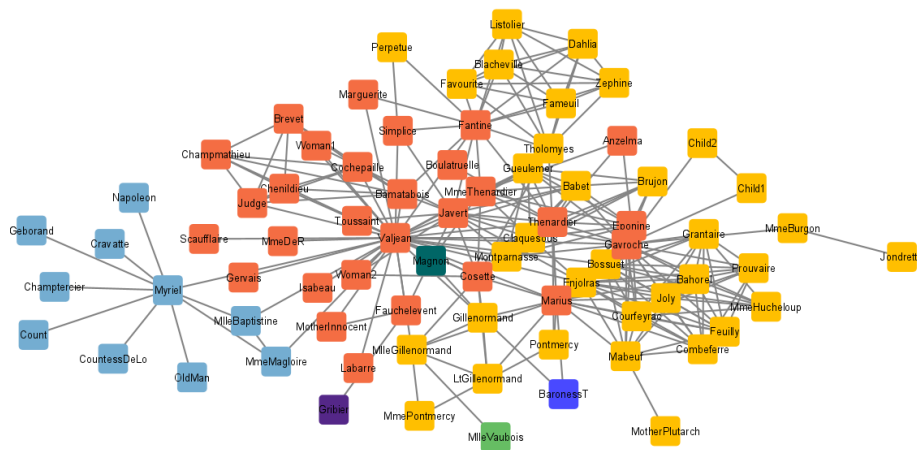 Listolier
Perpetue
Dahlia
Blacheville
Favourite
Zephine
Marguerite
Fameuil
Brevet
Simplice
Fantine
Woman1
Tholomyes
Anzelma
Child2
Champmathieu
Cochepaille
Boulatruelle
Gueulemer
Napoleon
Chenildieu
Bamatabois
MmeThenardier
Babet
Brujon
Child1
Judge
Geborand
Cravatte
Toussaint
Javert
Thenardier
Eponine
Scaufflaire
MmeDeR
Valjean
Claquesous
Gavroche
Grantaire
MmeBurgon
Magnon
Montparnasse
Bossuet
Jondrette
Champtercier
Myriel
Gervais
Woman2
Cosette
Enjolras
Bahorel
Prouvaire
Isabeau
Marius
Joly
MmeHucheloup
Count
MlleBaptistine
MotherInnocent
Fauchelevent
Gillenormand
Courfeyrac
Feuilly
CountessDeLo
MmeMagloire
MlleGillenormand
Pontmercy
Mabeuf
Combeferre
OldMan
Labarre
LtGillenormand
BaronessT
Gribier
MmePontmercy
MlleVaubois
MotherPlutarch